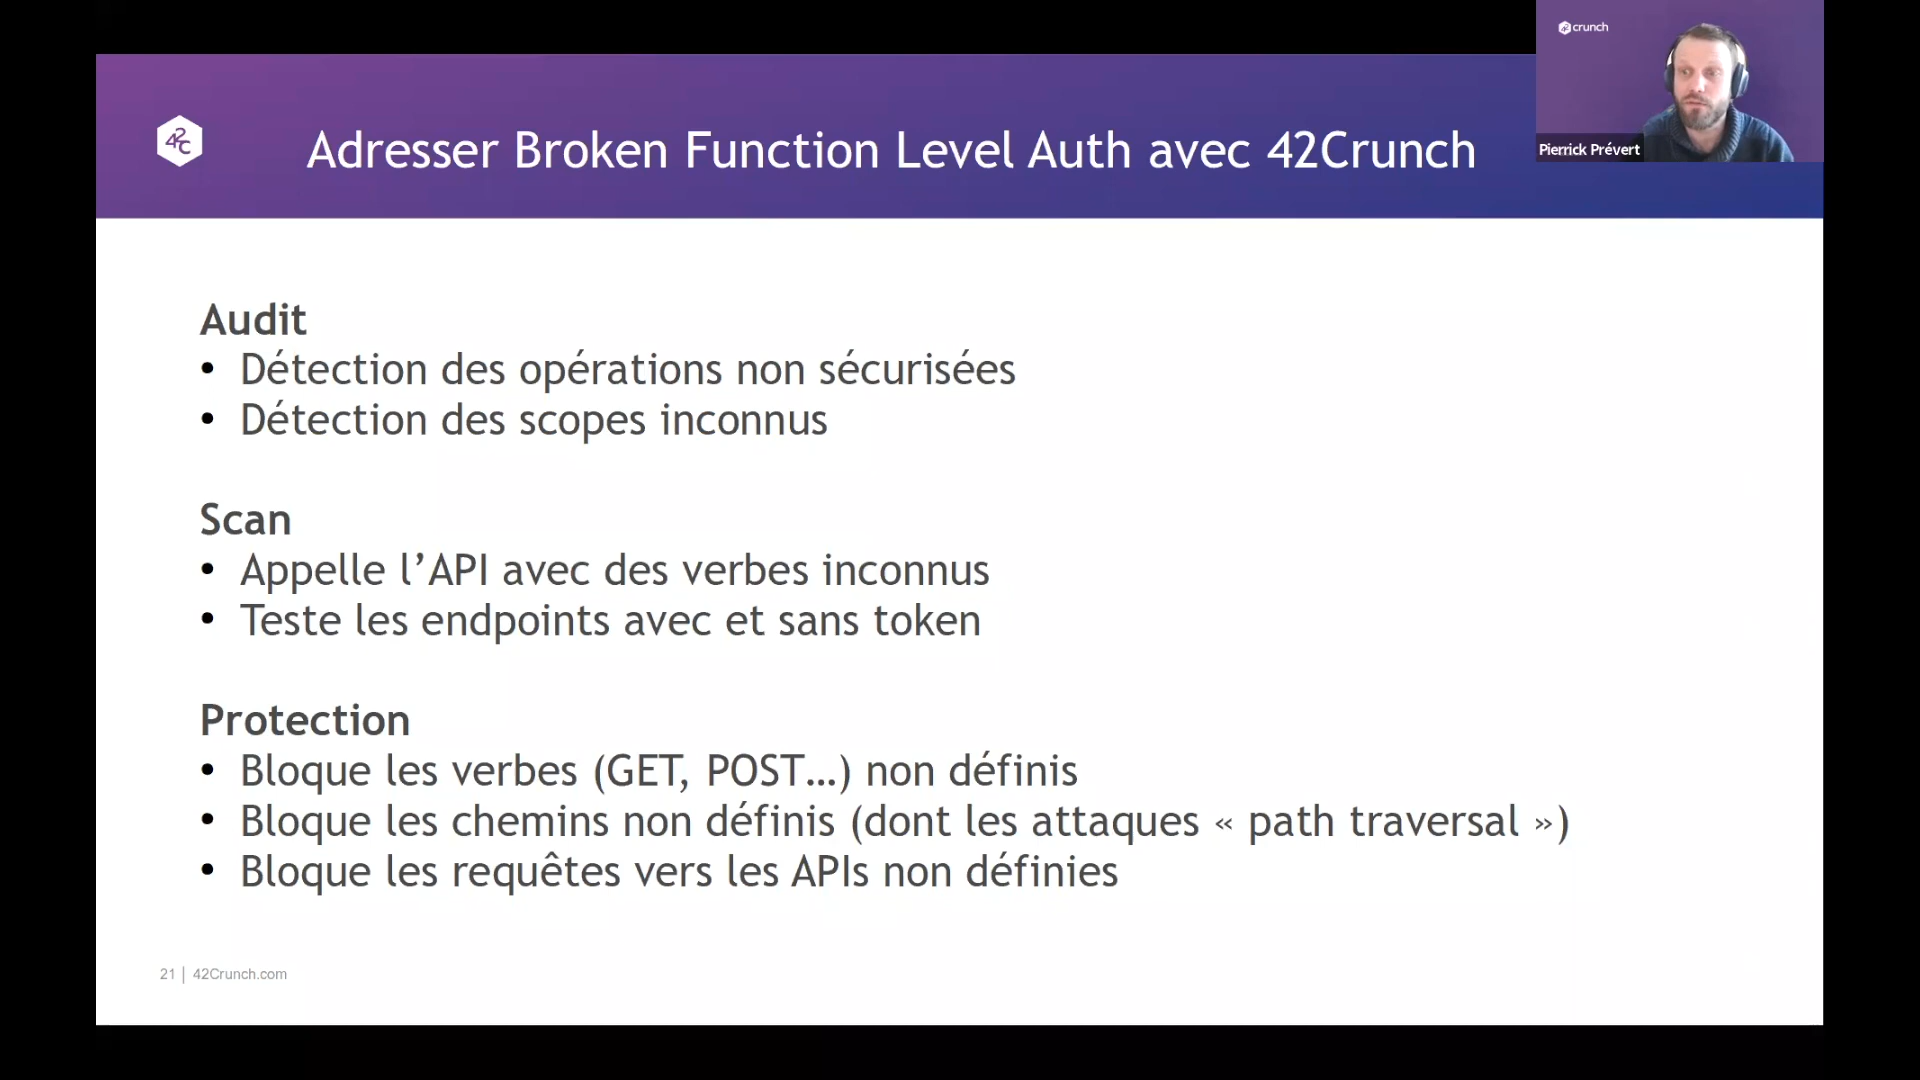 crunch
Pierrick Prévert
42C
Adresser Broken Function Level Auth avec 42Crunch
Audit
• Détection des opérations non sécurisées
• Détection des scopes inconnus
Scan
• Appelle l’API avec des verbes inconnus
• Teste les endpoints avec et sans token
Protection
• Bloque les verbes (GET, POST…) non définis
• Bloque les chemins non définis (dont les attaques « path traversal »)
• Bloque les requêtes vers les APIs non définies
21 | 42Crunch.com